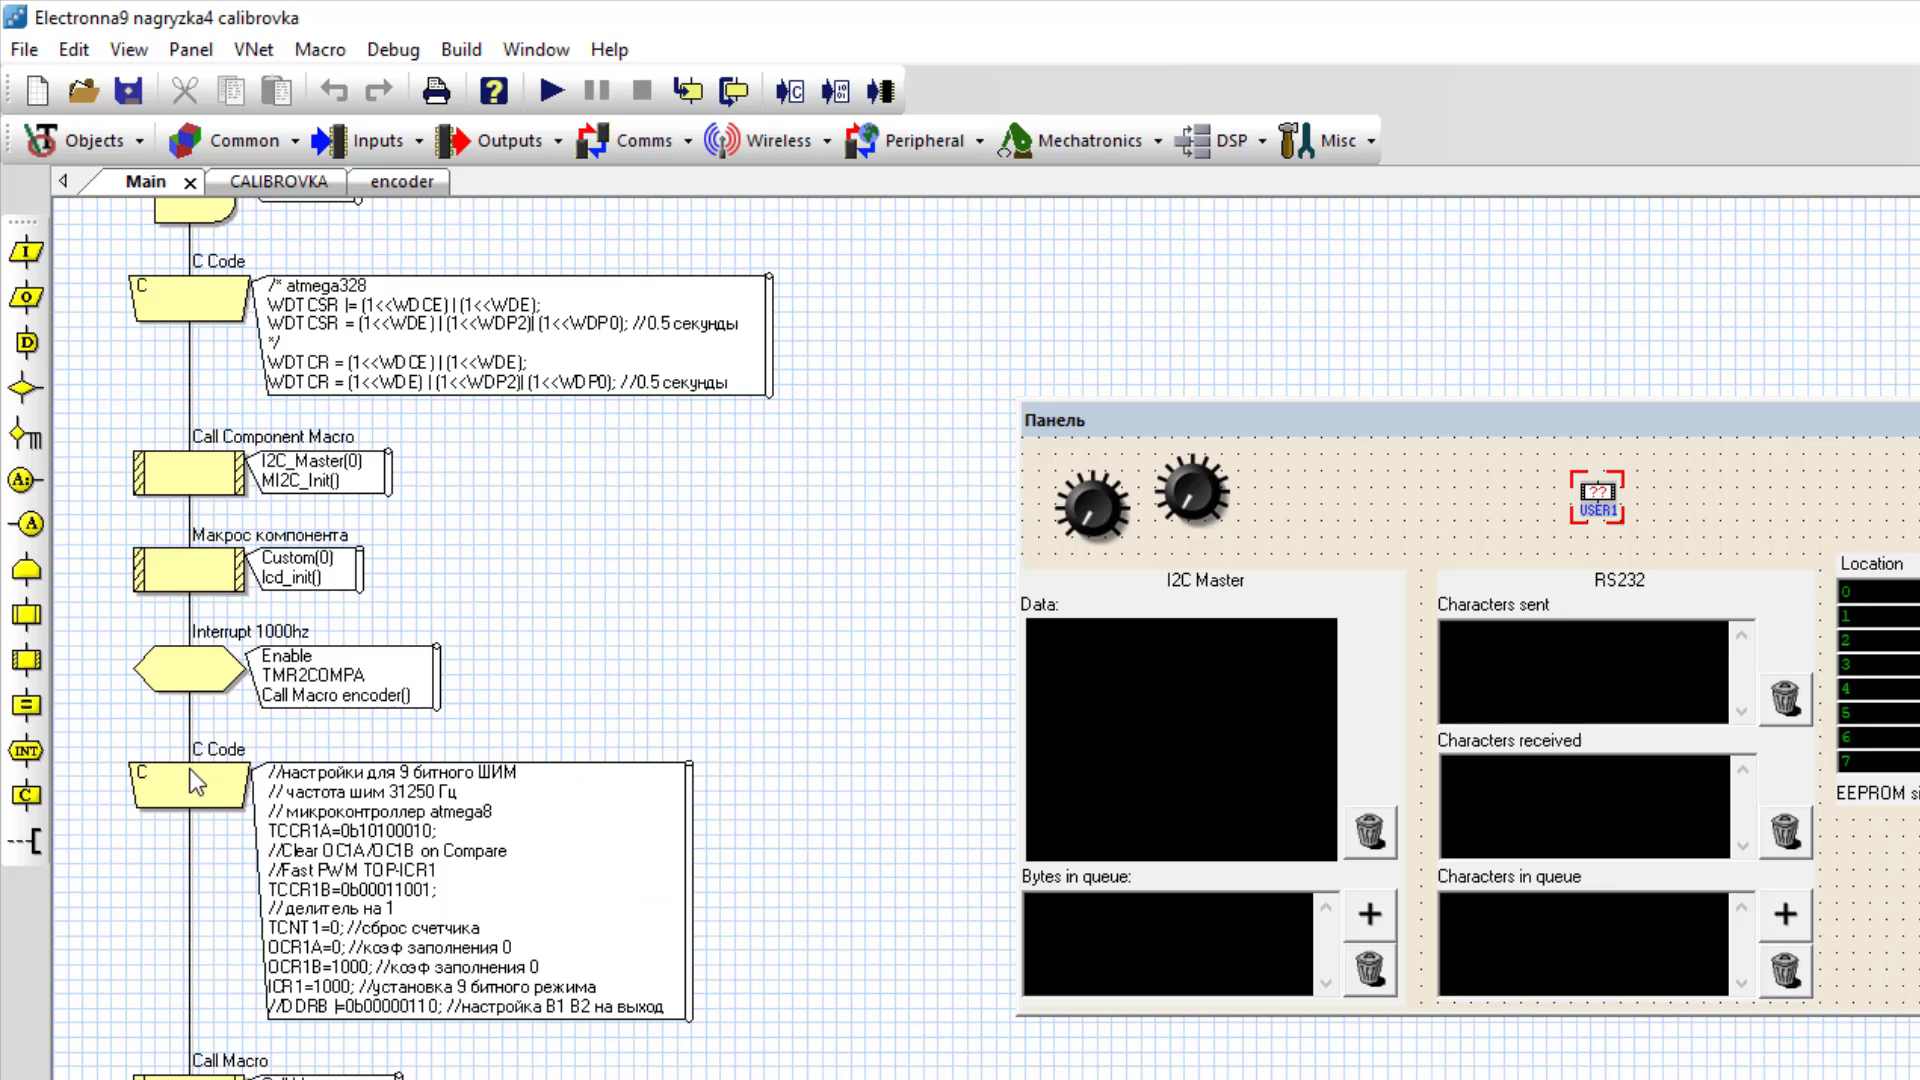 Electronna9 nagryzka4 calibrovka
File Edit View Panel VNet Macro Debug Build Window Help
Objects Common Inputs Outputs Comms Wireless Peripheral Mechatronics DSP Misc
Main CALIBROVKA encoder
C Code
C
/* atmega328
WDTCSR |= (1<<WDCE) | (1<<WDE);
WDTCSR = (1<<WDE) | (1<<WDP2)| (1<<WDP0); //0.5 секунды
*/
WDTCR = (1<<WDCE) | (1<<WDE);
WDTCR = (1<<WDE) | (1<<WDP2)| (1<<WDP0); //0.5 секунды
Call Component Macro
I2C_Master(0)
MI2C_Init()
Макрос компонента
Custom(0)
lcd_init()
Interrupt 1000hz
Enable
TMR2COMPA
Call Macro encoder()
C Code
C
//настройки для 9 битного ШИМ
// частота шим 31250 Гц
// микроконтроллер atmega8
TCCR1A=0b10100010;
//Clear OC1A/OC1B on Compare
//Fast PWM TOP-ICR1
TCCR1B=0b00011001;
//делитель на 1
TCNT1=0; //сброс счетчика
OCR1A=0; //коэф заполнения 0
OCR1B=1000; //коэф заполнения 0
ICR1=1000; //установка 9 битного режима
//DDRB |=0b00000110; //настройка B1 B2 на выход
Call Macro
Панель
??
USER1
I2C Master
Data:
Bytes in queue:
RS232
Characters sent
Characters received
Characters in queue
Location
0
1
2
3
4
5
6
7
EEPROM si
I
O
D
A:
A
=
INT
C